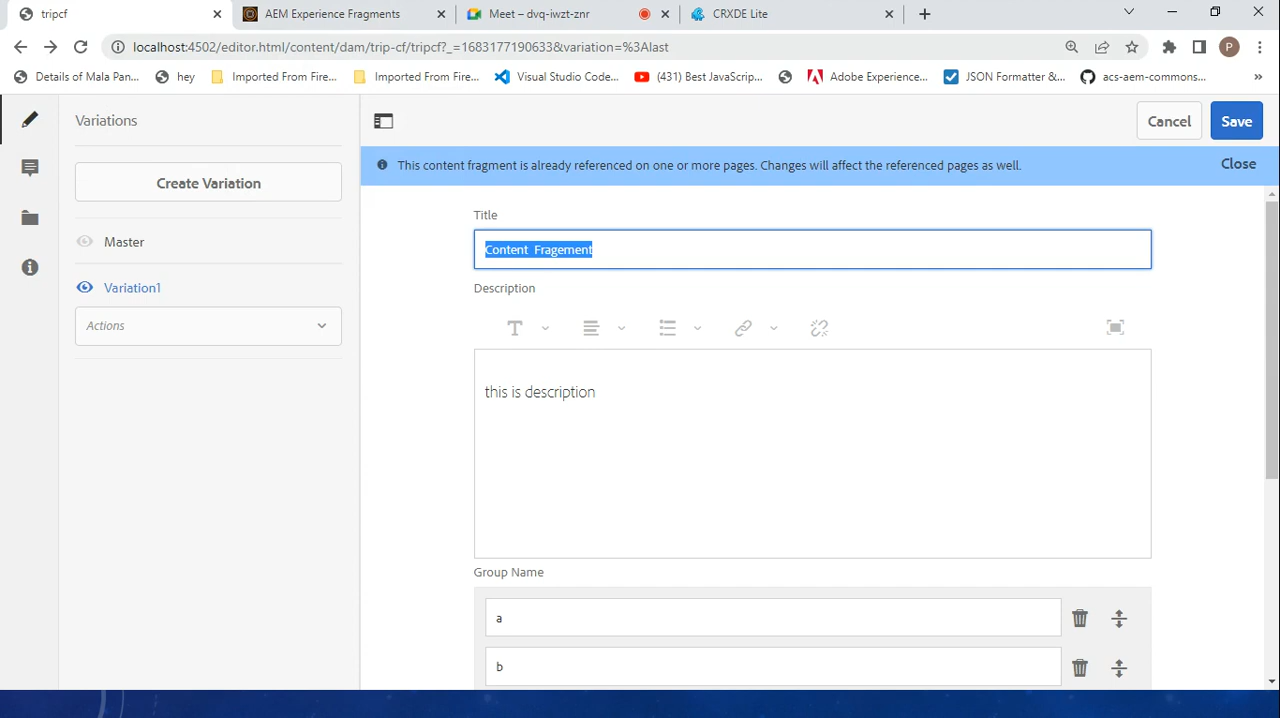 tripcf
AEM Experience Fragments
Meet – dvq-iwzt-znr
CRXDE Lite
localhost:4502/editor.html/content/dam/trip-cf/tripcf?_=1683177190633&variation=%3Alast
P
Details of Mala Pan...
hey
Imported From Fire...
Imported From Fire...
Visual Studio Code...
(431) Best JavaScrip...
Adobe Experience...
JSON Formatter &...
acs-aem-commons...
»
Variations
Cancel
Save
This content fragment is already referenced on one or more pages. Changes will affect the referenced pages as well.
Close
Create Variation
Master
Variation1
Actions
Title
Content Fragement
Description
T
this is description
Group Name
a
b